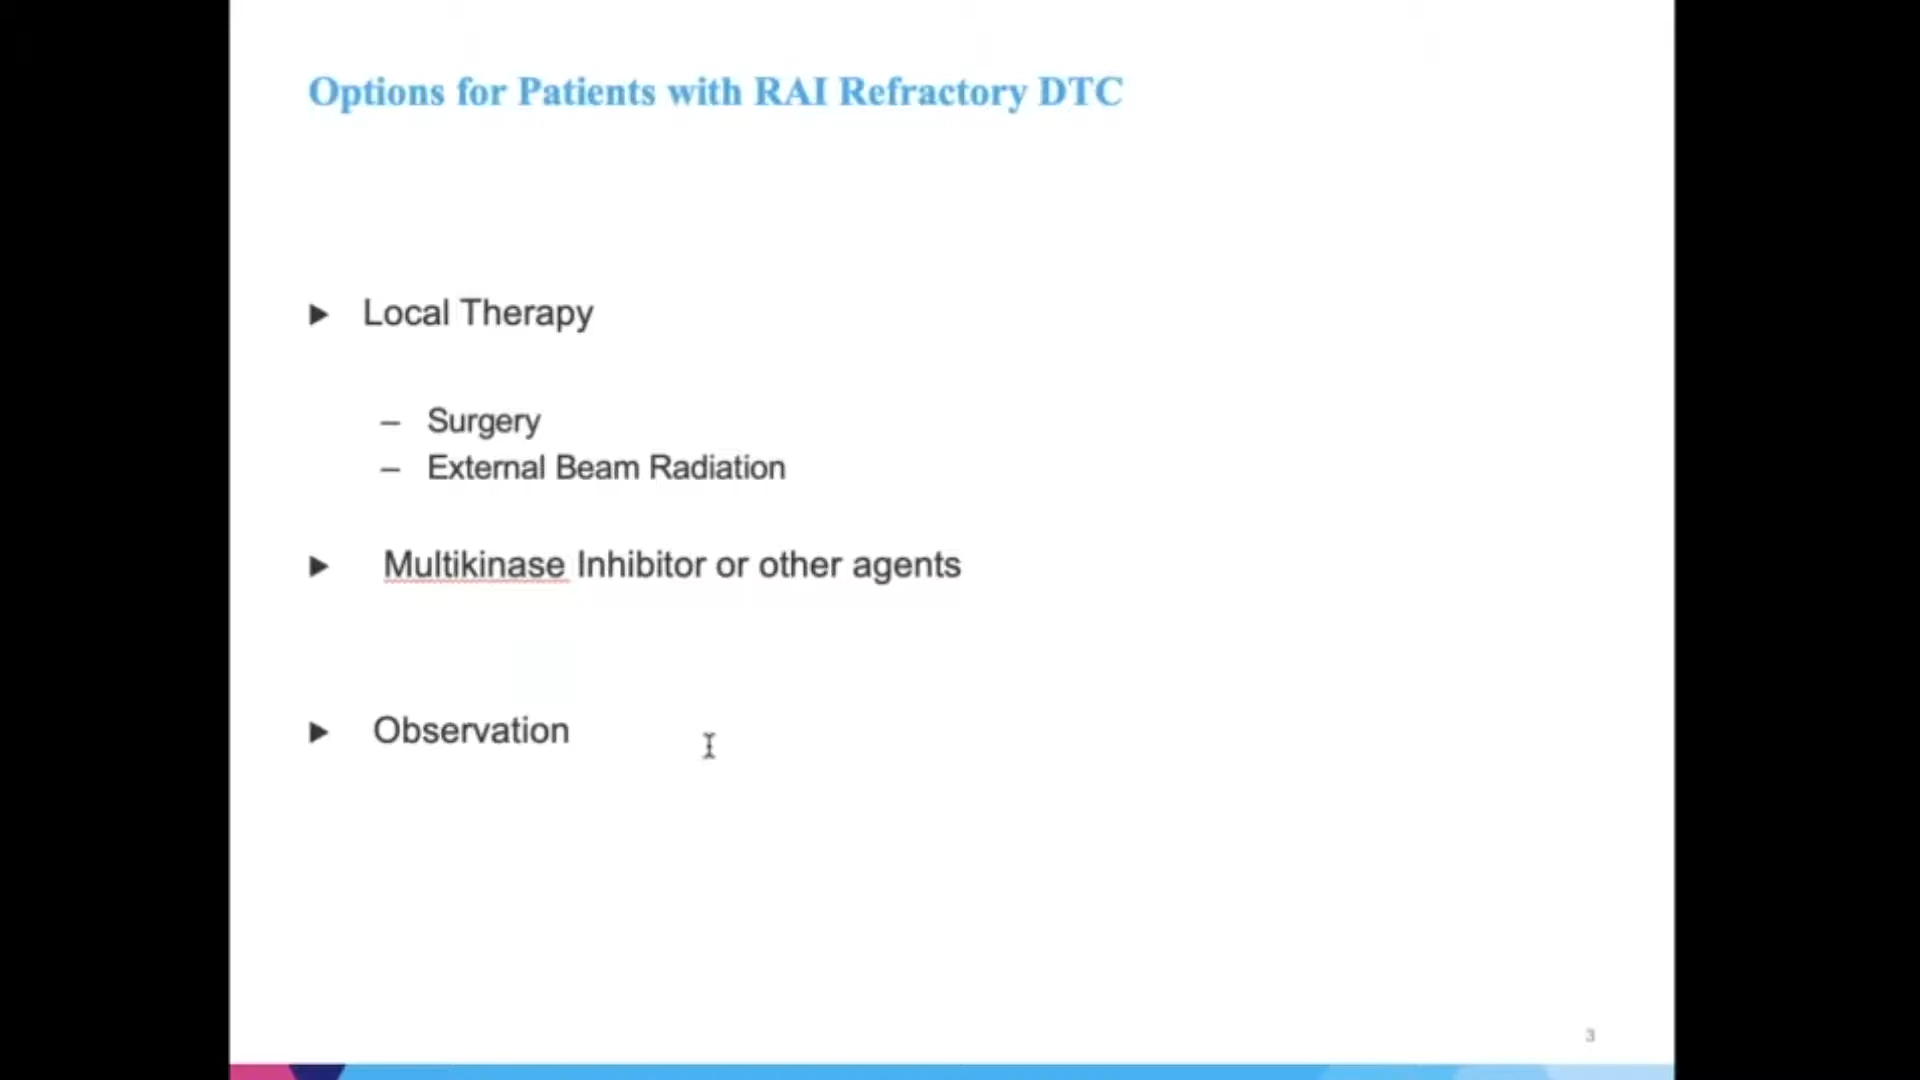 Options for Patients with RAI Refractory DTC
▶ Local Therapy
– Surgery
– External Beam Radiation
▶ Multikinase Inhibitor or other agents
▶ Observation
3